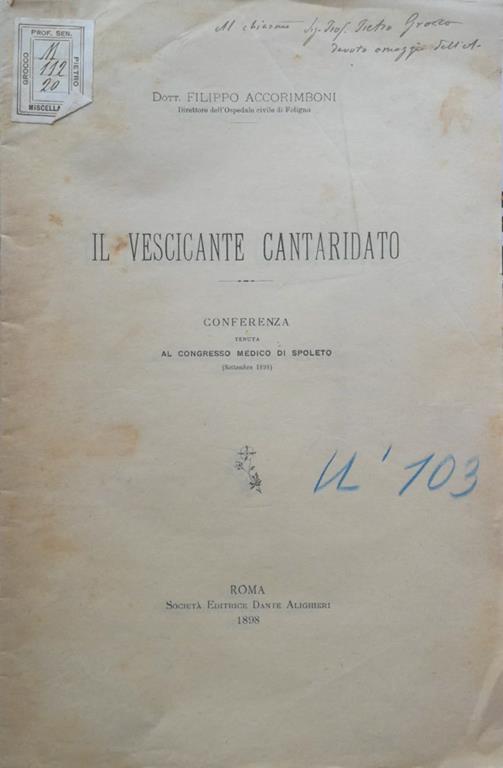 Al chiarmo Sig. Prof. Pietro Grocco
devoto omaggio dell'A.
PROF. SEN.
GROCCO
PIETRO
M
112
20
MISCELLA
DOTT. FILIPPO ACCORIMBONI
Direttore dell'Ospedale civile di Foligno
IL VESCICANTE CANTARIDATO
CONFERENZA
TENUTA
AL CONGRESSO MEDICO DI SPOLETO
(Settembre 1898)
N' 103
ROMA
SOCIETÀ EDITRICE DANTE ALIGHIERI
1898